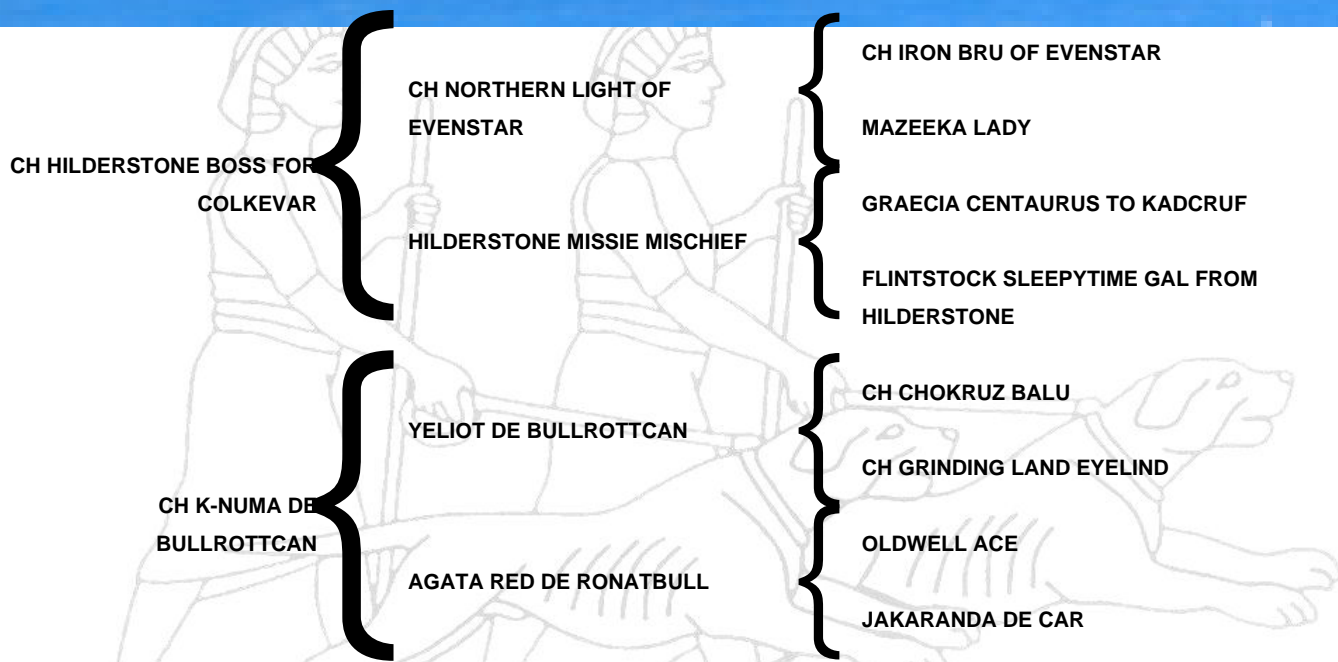 CH HILDERSTONE BOSS FOR
COLKEVAR
CH NORTHERN LIGHT OF
EVENSTAR
CH IRON BRU OF EVENSTAR
MAZEEKA LADY
HILDERSTONE MISSIE MISCHIEF
GRAECIA CENTAURUS TO KADCRUF
FLINTSTOCK SLEEPYTIME GAL FROM
HILDERSTONE
CH K-NUMA DE
BULLROTTCAN
YELIOT DE BULLROTTCAN
CH CHOKRUZ BALU
CH GRINDING LAND EYELIND
AGATA RED DE RONATBULL
OLDWELL ACE
JAKARANDA DE CAR